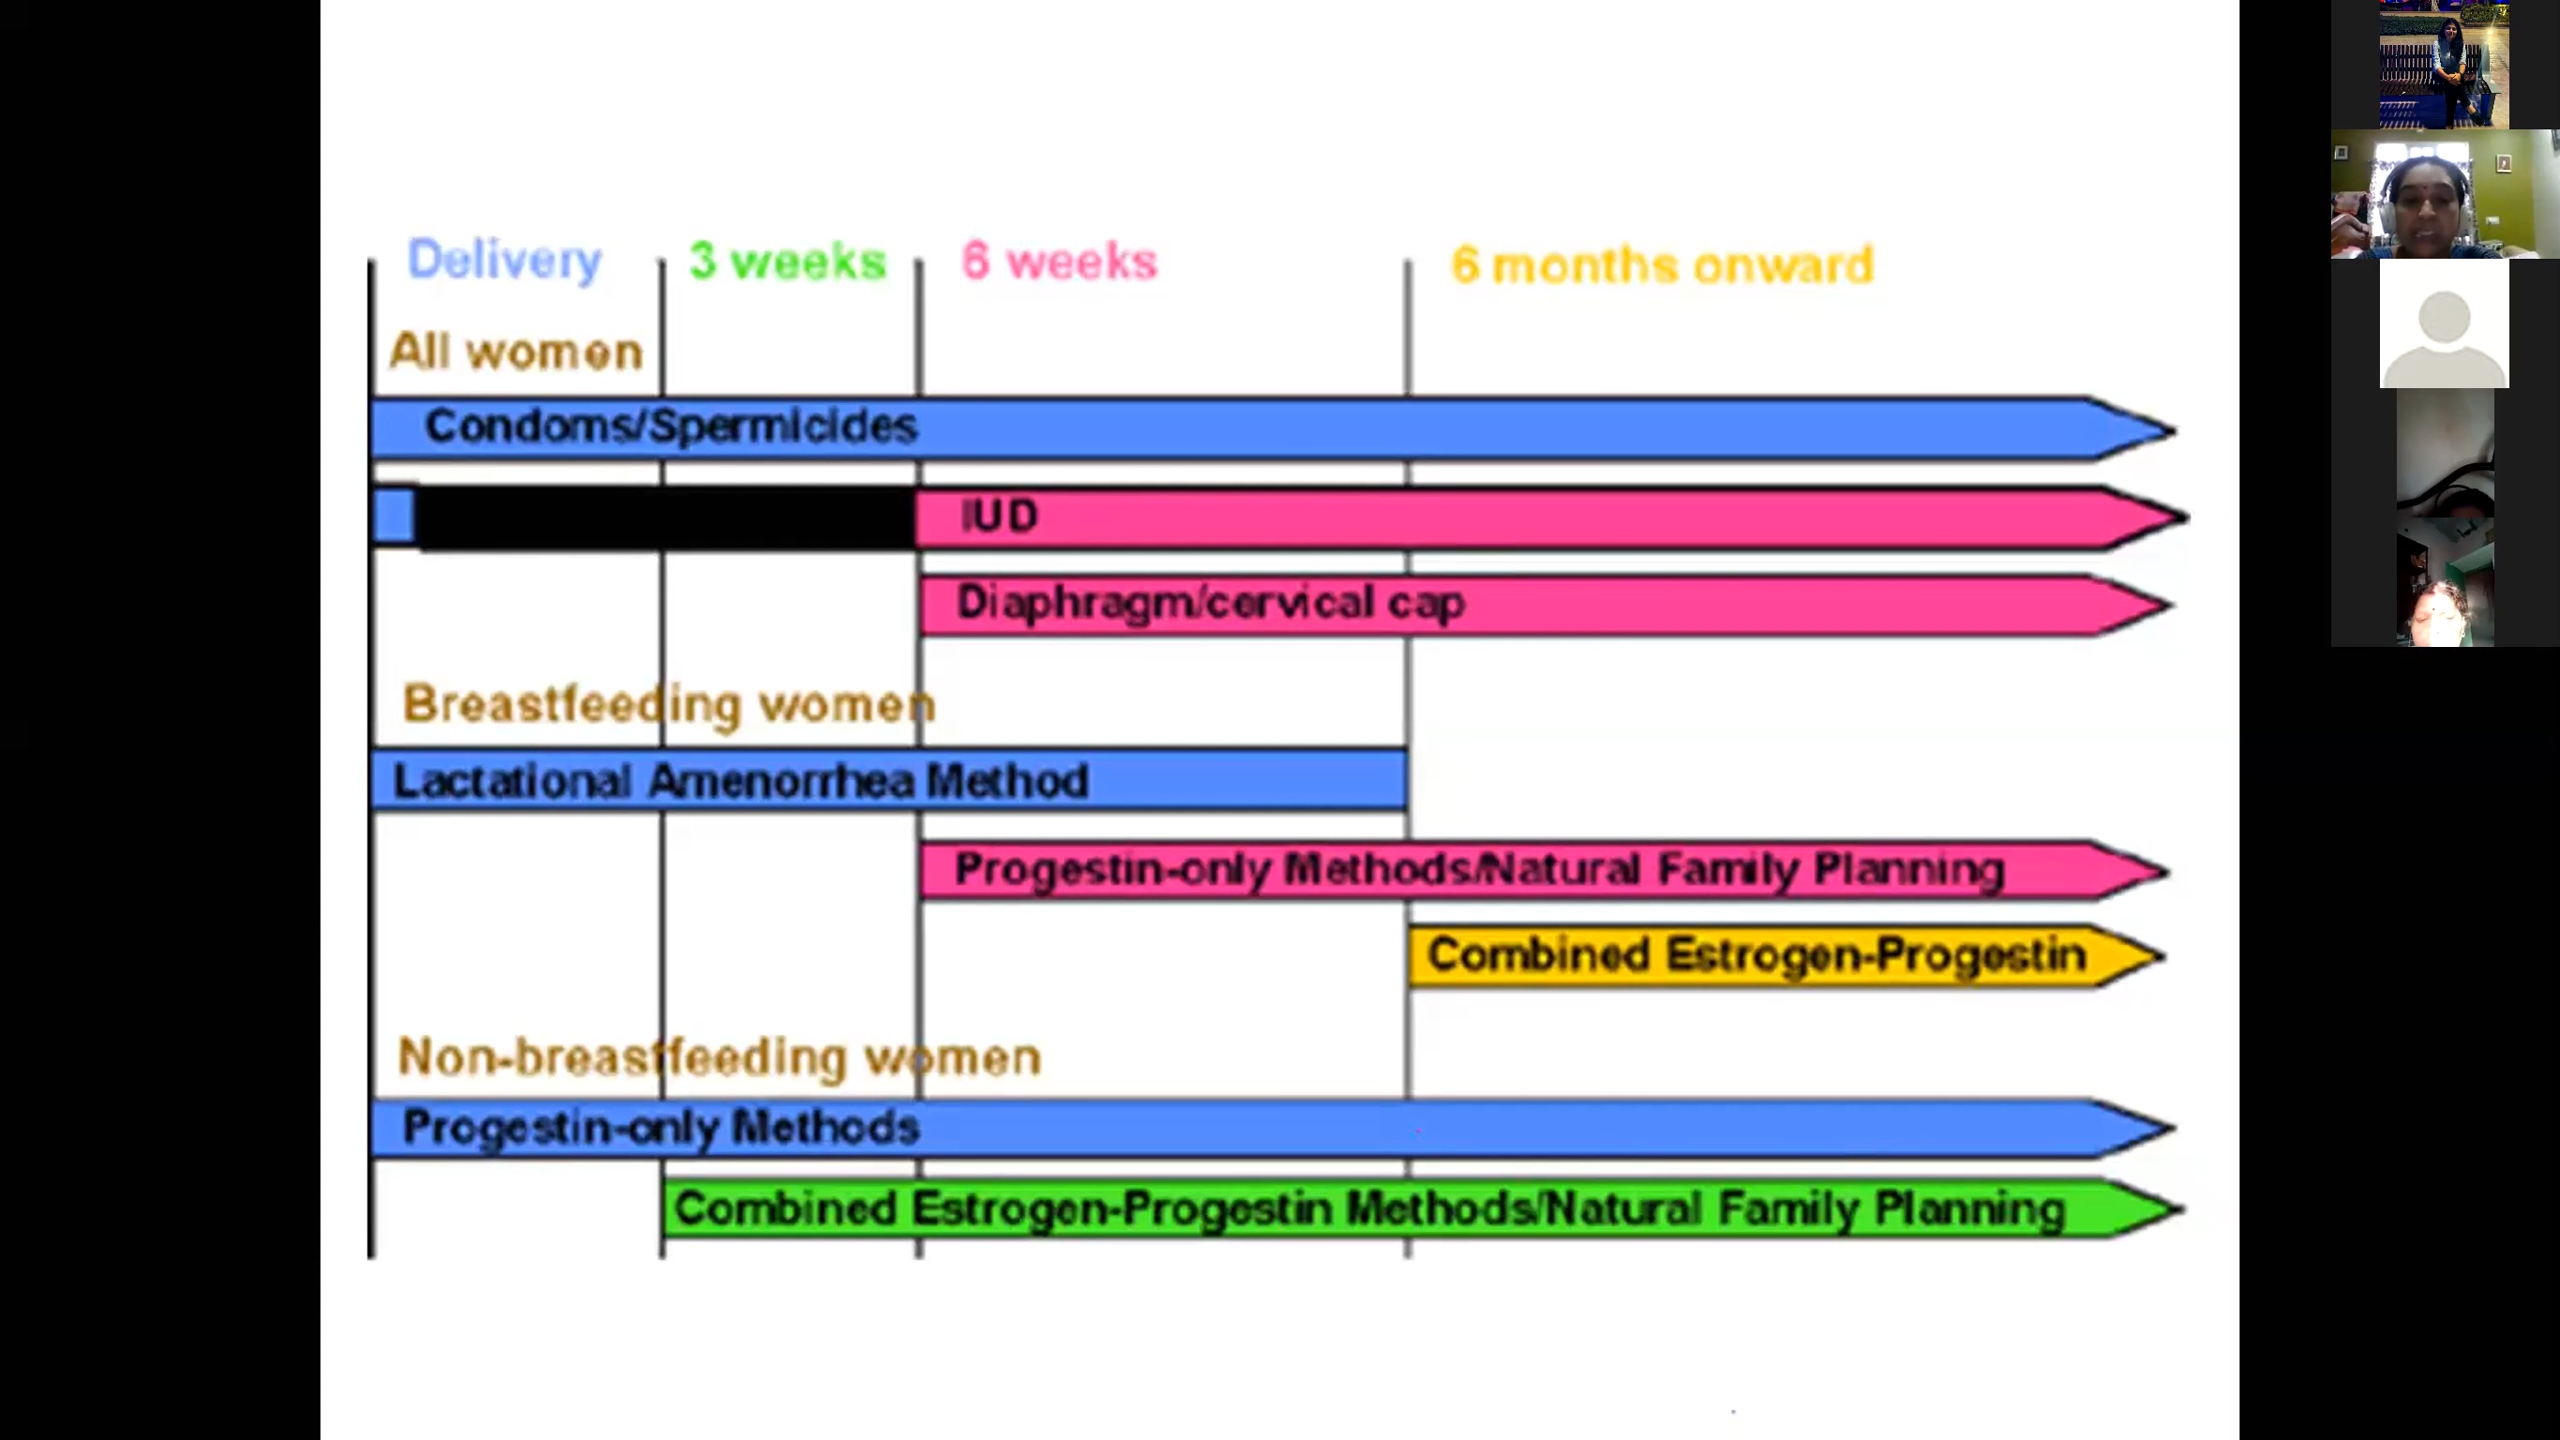 Delivery 3 weeks 6 weeks 6 months onward
All women
Condoms/Spermicides
IUD
Diaphragm/cervical cap
Breastfeeding women
Lactational Amenorrhea Method
Progestin-only Methods/Natural Family Planning
Combined Estrogen-Progestin
Non-breastfeeding women
Progestin-only Methods
Combined Estrogen-Progestin Methods/Natural Family Planning